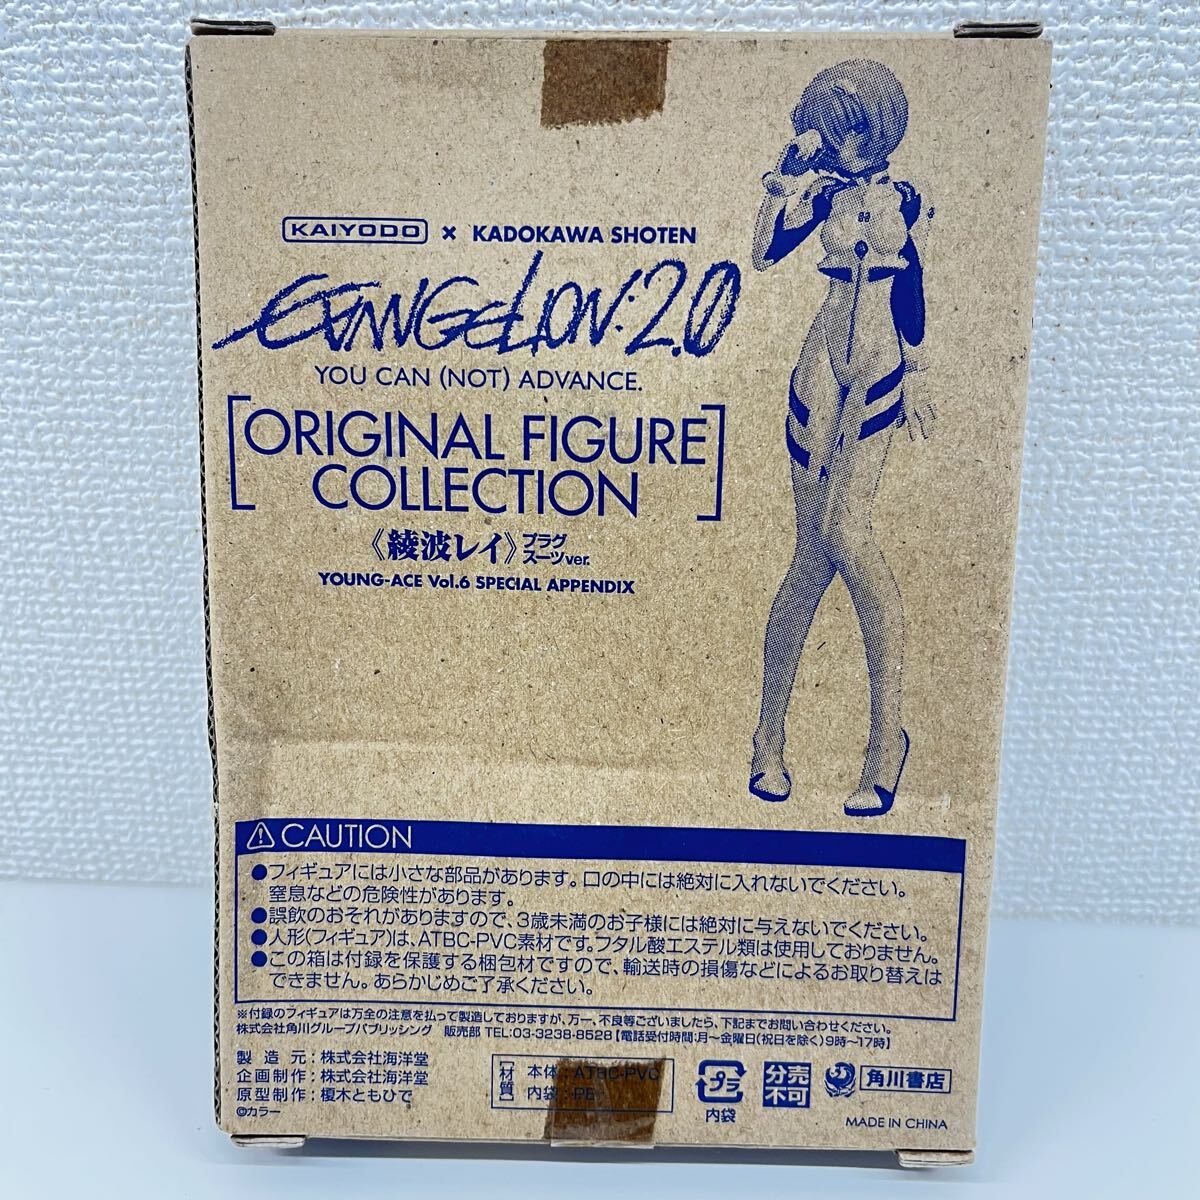 KAIYODO × KADOKAWA SHOTEN
EVANGELION:2.0
YOU CAN (NOT) ADVANCE.
[ORIGINAL FIGURE
COLLECTION]
《綾波レイ》プラグスーツver.
YOUNG-ACE Vol.6 SPECIAL APPENDIX
⚠CAUTION
●フィギュアには小さな部品があります。口の中には絶対に入れないでください。
窒息などの危険性があります。
●誤飲のおそれがありますので、3歳未満のお子様には絶対に与えないでください。
●人形(フィギュア)は、ATBC-PVC素材です。フタル酸エステル類は使用しておりません。
●この箱は付録を保護する梱包材ですので、輸送時の損傷などによるお取り替えは
できません。あらかじめご了承ください。
※付録のフィギュアは万全の注意を払って製造しておりますが、万一、不良等ございましたら、下記までお問い合わせください。
株式会社角川グループパブリッシング 販売部 TEL:03-3238-8528【電話受付時間:月〜金曜日(祝日を除く)9時〜17時】
製造元:株式会社海洋堂
企画制作:株式会社海洋堂
原型制作:榎木ともひで
©カラー
材質
本体:ATBC-PVC
内袋:PE
プラ
内袋
分売不可
角川書店
MADE IN CHINA